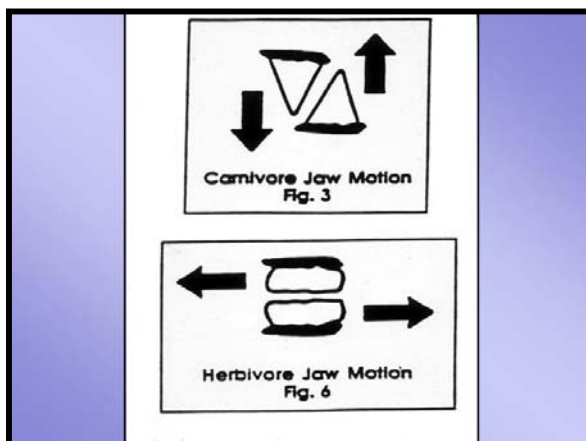 Carnivore Jaw Motion
Fig. 3
Herbivore Jaw Motion
Fig. 6